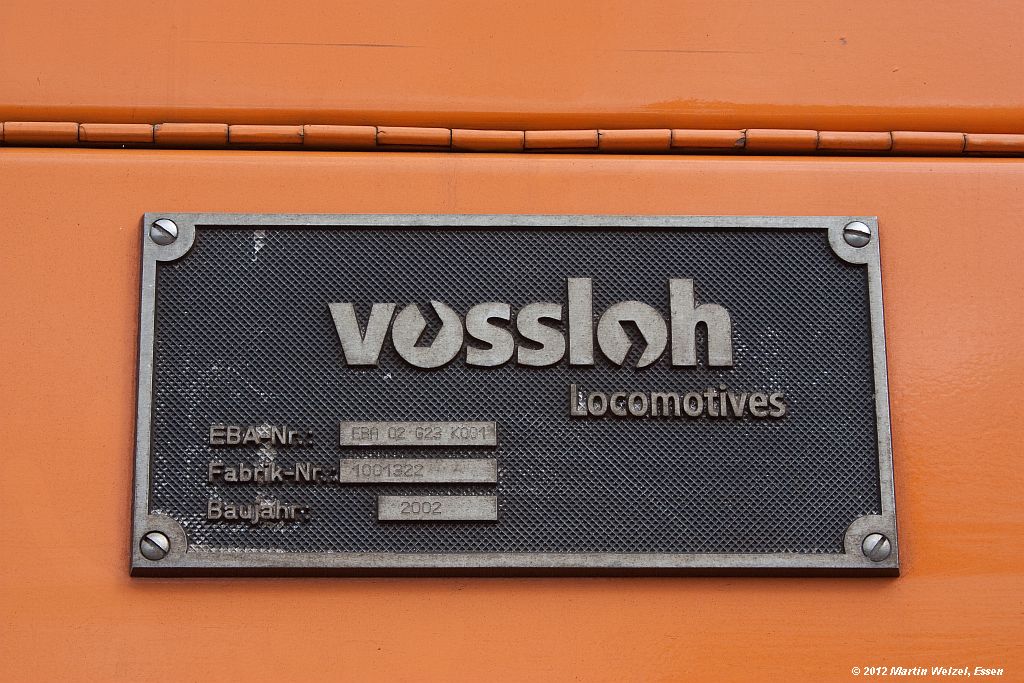 vossloh
Locomotives
EBA-Nr.: EBA 02 G23 K001
Fabrik-Nr.: 1001322
Baujahr: 2002
© 2012 Martin Welzel, Essen